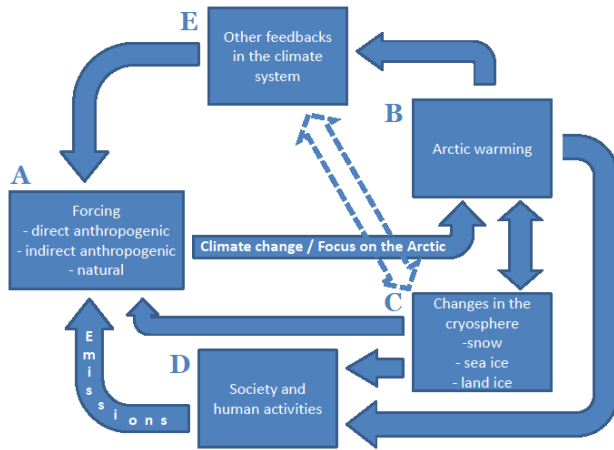 E
Other feedbacks
in the climate
system
B
Arctic warming
A
Forcing
- direct anthropogenic
- indirect anthropogenic
- natural
Climate change / Focus on the Arctic
C
Changes in the
cryosphere
-snow
- sea ice
- land ice
D
Society and
human activities
Emissions